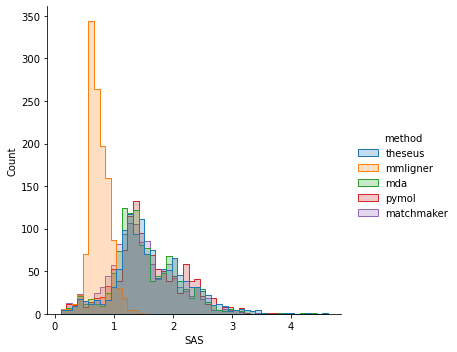 350
300
250
200
150
100
50
0
Count
0 1 2 3 4
SAS
method
theseus
mmligner
mda
pymol
matchmaker